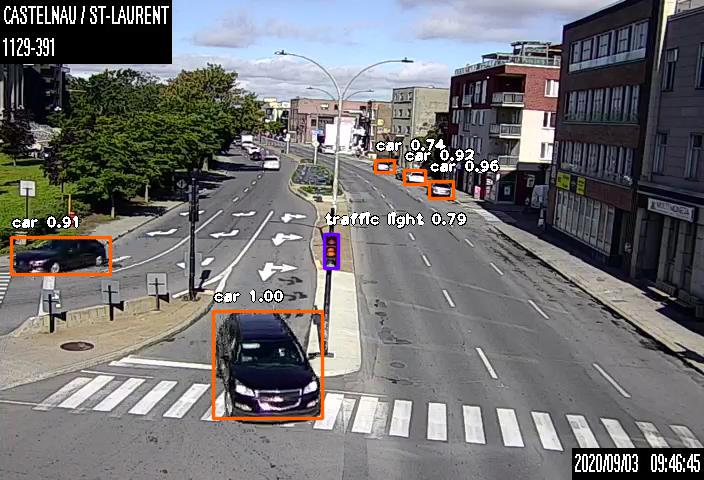 CASTELNAU / ST-LAURENT
1129-391
car 0.74
car 0.92
car 0.96
car 0.91
traffic light 0.79
car 1.00
2020/09/03 09:46:45